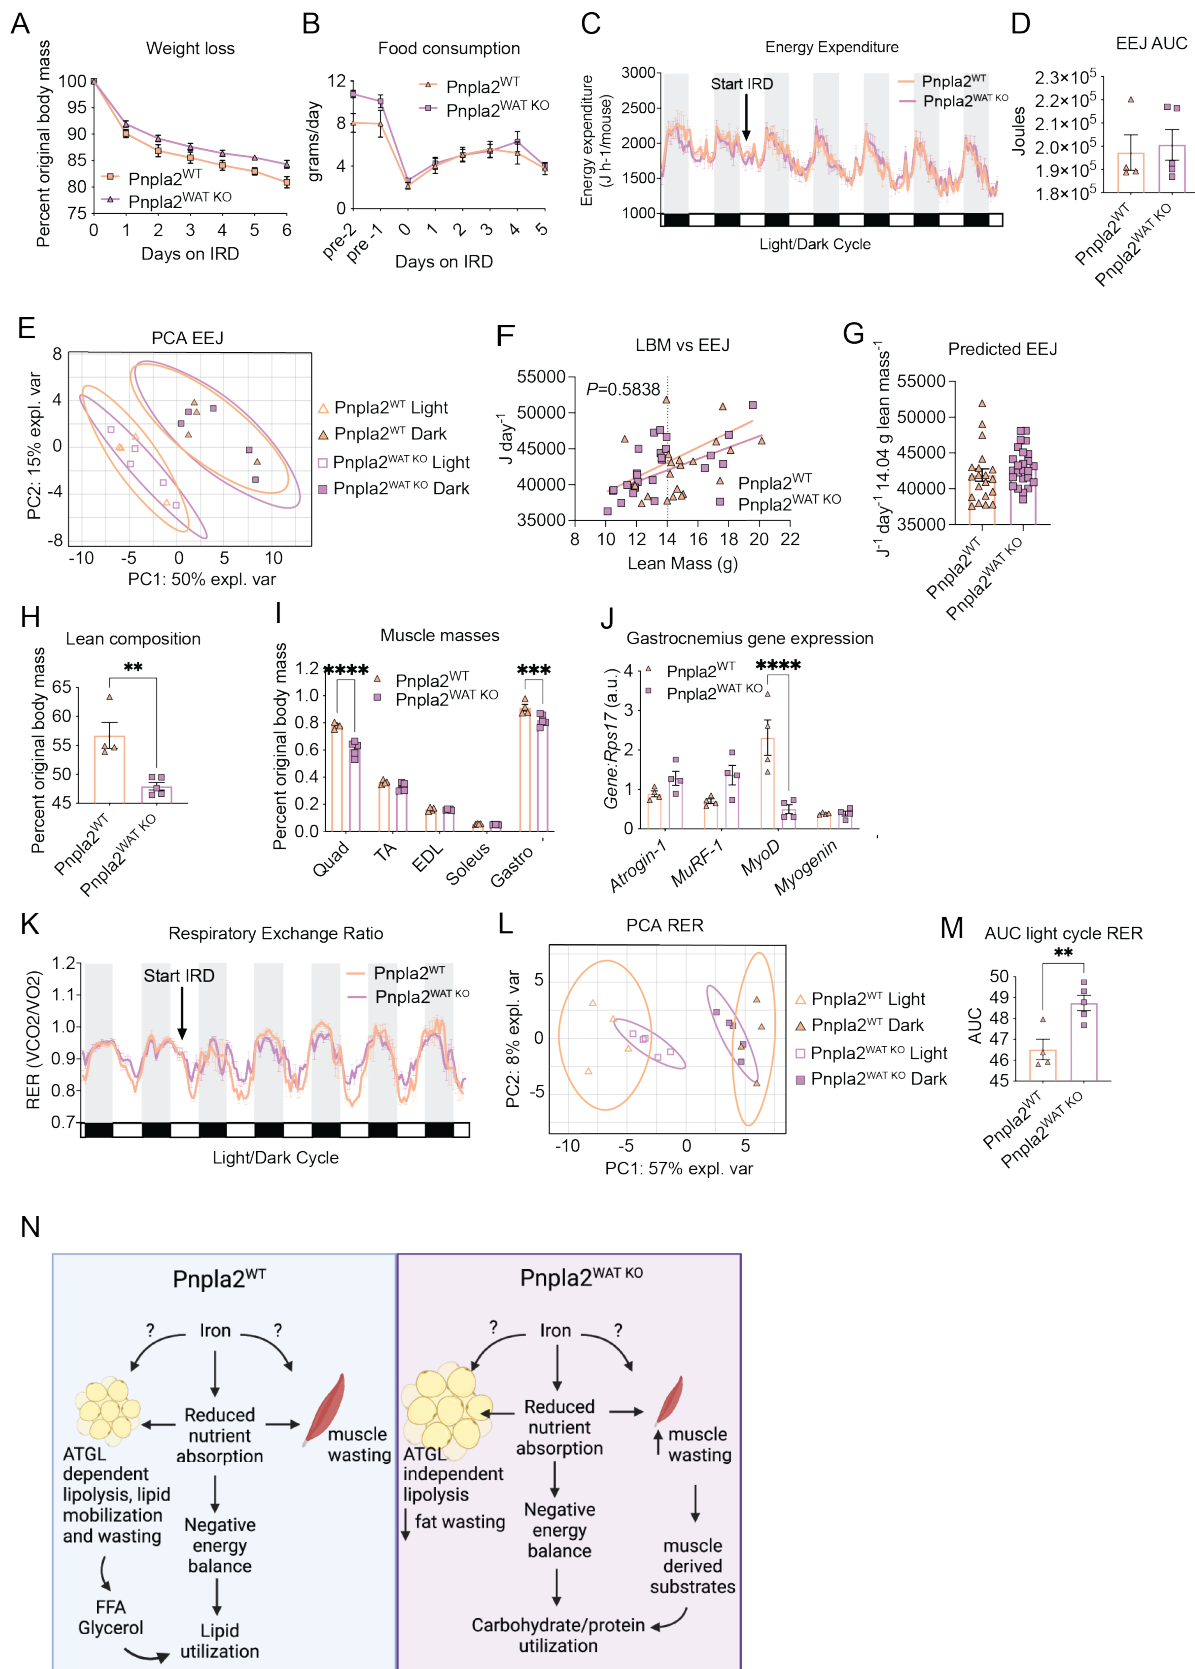 A
Weight loss
Percent original body mass
100
95
90
85
80
75
0 1 2 3 4 5 6
Days on IRD
Pnpla2WT
Pnpla2WAT KO
B
Food consumption
grams/day
12
8
4
0
pre-2 pre -1 0 1 2 3 4 5
Days on IRD
Pnpla2WT
Pnpla2WAT KO
C
Energy Expenditure
Energy expenditure
(J h-1/mouse)
3000
2500
2000
1500
1000
Start IRD
Pnpla2WT
Pnpla2WAT KO
Light/Dark Cycle
D
EEJ AUC
Joules
2.3×10⁵
2.2×10⁵
2.1×10⁵
2.0×10⁵
1.9×10⁵
1.8×10⁵
Pnpla2WT
Pnpla2WAT KO
E
PCA EEJ
PC2: 15% expl. var
8
4
0
-4
-8
-10 -5 0 5 10
PC1: 50% expl. var
Pnpla2WT Light
Pnpla2WT Dark
Pnpla2WAT KO Light
Pnpla2WAT KO Dark
F
LBM vs EEJ
P=0.5838
J day-1
55000
50000
45000
40000
35000
8 10 12 14 16 18 20 22
Lean Mass (g)
Pnpla2WT
Pnpla2WAT KO
G
Predicted EEJ
J-1 day-1 14.04 g lean mass-1
55000
50000
45000
40000
35000
Pnpla2WT
Pnpla2WAT KO
H
Lean composition
**
Percent original body mass
65
60
55
50
45
Pnpla2WT
Pnpla2WAT KO
I
Muscle masses
Percent original body mass
1.2
1.0
0.8
0.6
0.4
0.2
0.0
**** ***
Pnpla2WT
Pnpla2WAT KO
Quad TA EDL Soleus Gastro
J
Gastrocnemius gene expression
Gene:Rps17 (a.u.)
4
3
2
1
0
Pnpla2WT
Pnpla2WAT KO
****
Atrogin-1 MuRF-1 MyoD Myogenin
K
Respiratory Exchange Ratio
RER (VCO2/VO2)
1.2
1.1
1.0
0.9
0.8
0.7
Start IRD
Pnpla2WT
Pnpla2WAT KO
Light/Dark Cycle
L
PCA RER
PC2: 8% expl. var
5
0
-5
-10 -5 0 5
PC1: 57% expl. var
Pnpla2WT Light
Pnpla2WT Dark
Pnpla2WAT KO Light
Pnpla2WAT KO Dark
M
AUC light cycle RER
**
AUC
50
49
48
47
46
45
Pnpla2WT
Pnpla2WAT KO
N
Pnpla2WT
? Iron ?
Reduced
nutrient
absorption
muscle
wasting
ATGL
dependent
lipolysis, lipid
mobilization
and wasting
Negative
energy
balance
FFA
Glycerol
Lipid
utilization
Pnpla2WAT KO
? Iron ?
Reduced
nutrient
absorption
muscle
wasting
ATGL
independent
lipolysis
fat wasting
Negative
energy
balance
muscle
derived
substrates
Carbohydrate/protein
utilization